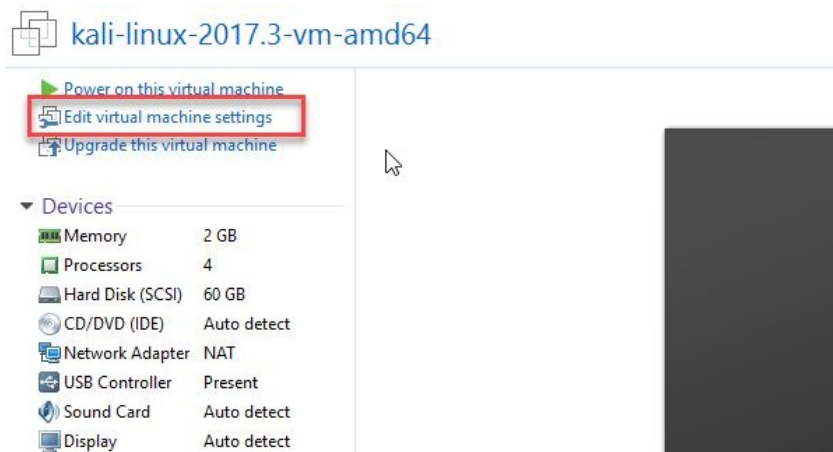 kali-linux-2017.3-vm-amd64
Power on this virtual machine
Edit virtual machine settings
Upgrade this virtual machine
Devices
Memory 2 GB
Processors 4
Hard Disk (SCSI) 60 GB
CD/DVD (IDE) Auto detect
Network Adapter NAT
USB Controller Present
Sound Card Auto detect
Display Auto detect